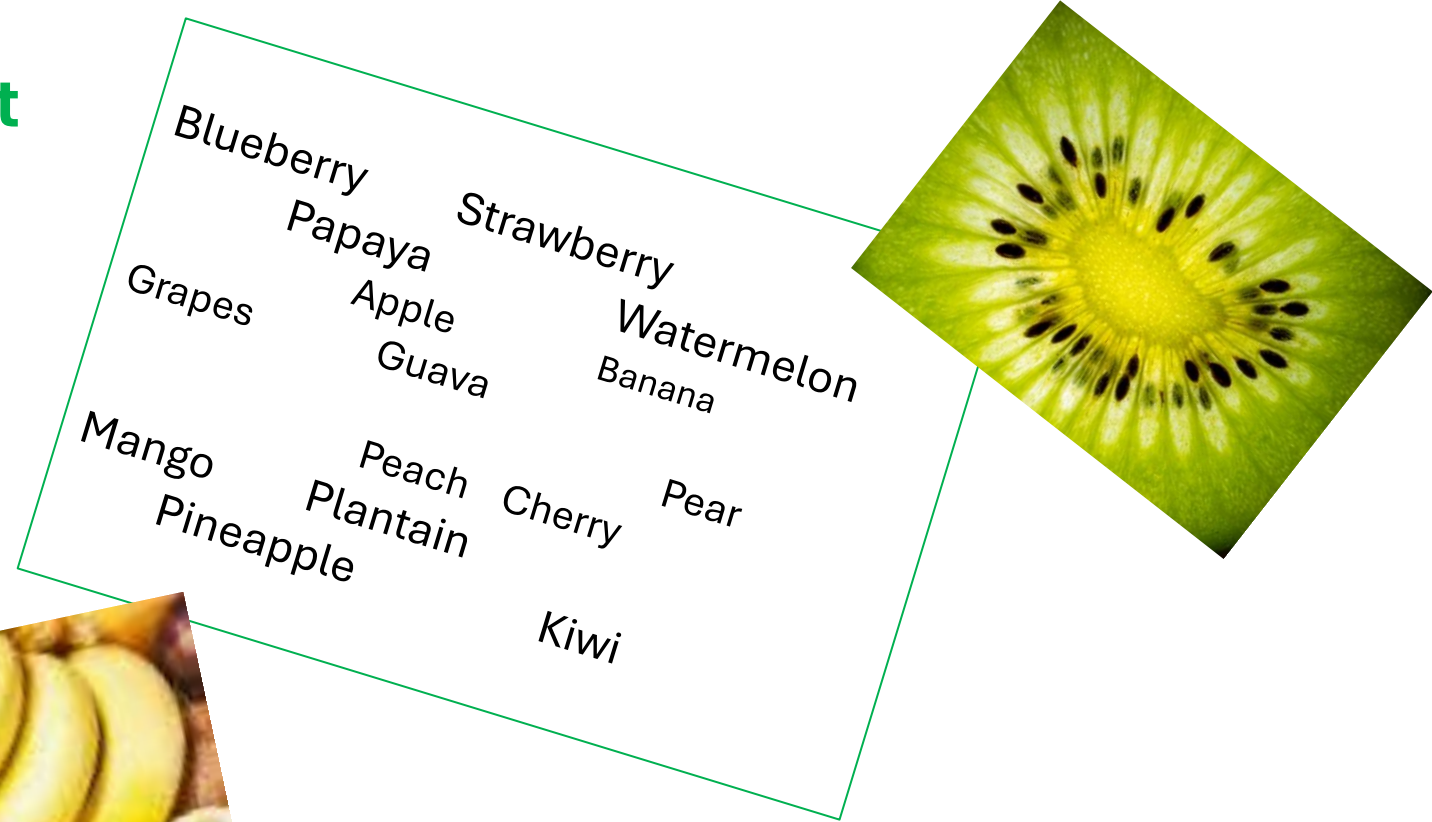 t
Blueberry
Strawberry
Papaya
Grapes
Apple
Watermelon
Guava
Banana
Mango
Peach
Cherry
Pear
Plantain
Pineapple
Kiwi